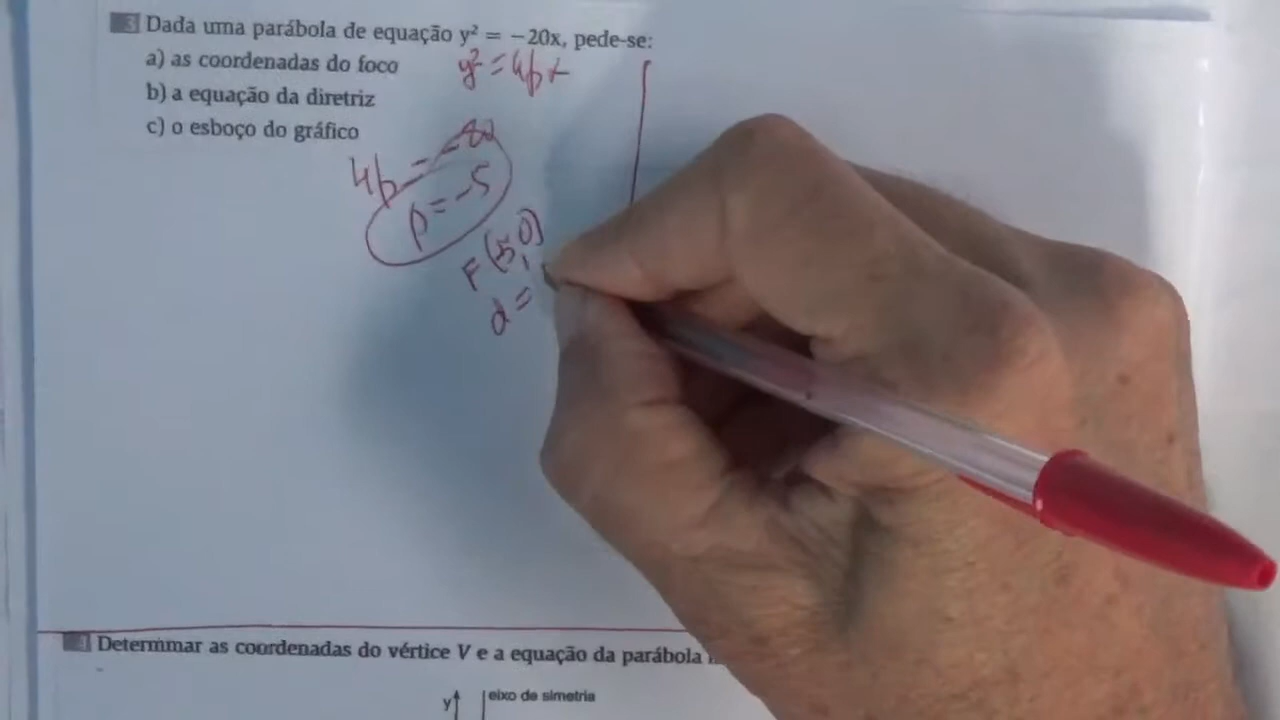 3 Dada uma parábola de equação y² = −20x, pede-se:
a) as coordenadas do foco
y² = 4px
b) a equação da diretriz
c) o esboço do gráfico
4p = −20
p = −5
F (5, 0)
d =
Determinar as coordenadas do vértice V e a equação da parábola
y
eixo de simetria